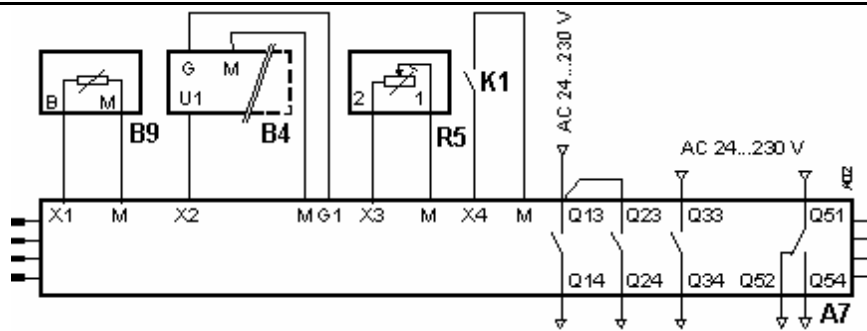 AC 24...230 V
G M
U1
B4
B M
B9
2 1
R5
K1
AC 24...230 V
X1 M X2 M G1 X3 M X4 M Q13 Q23 Q33 Q51
Q14 Q24 Q34 Q52 Q54
A7